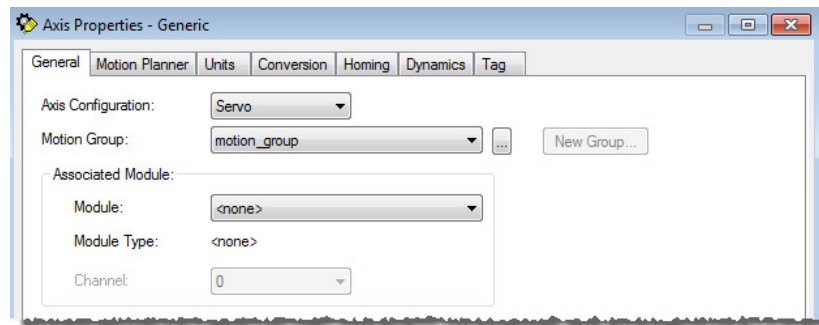 Axis Properties - Generic
General Motion Planner Units Conversion Homing Dynamics Tag
Axis Configuration: Servo
Motion Group: motion_group ... New Group...
Associated Module:
Module: <none>
Module Type: <none>
Channel: 0